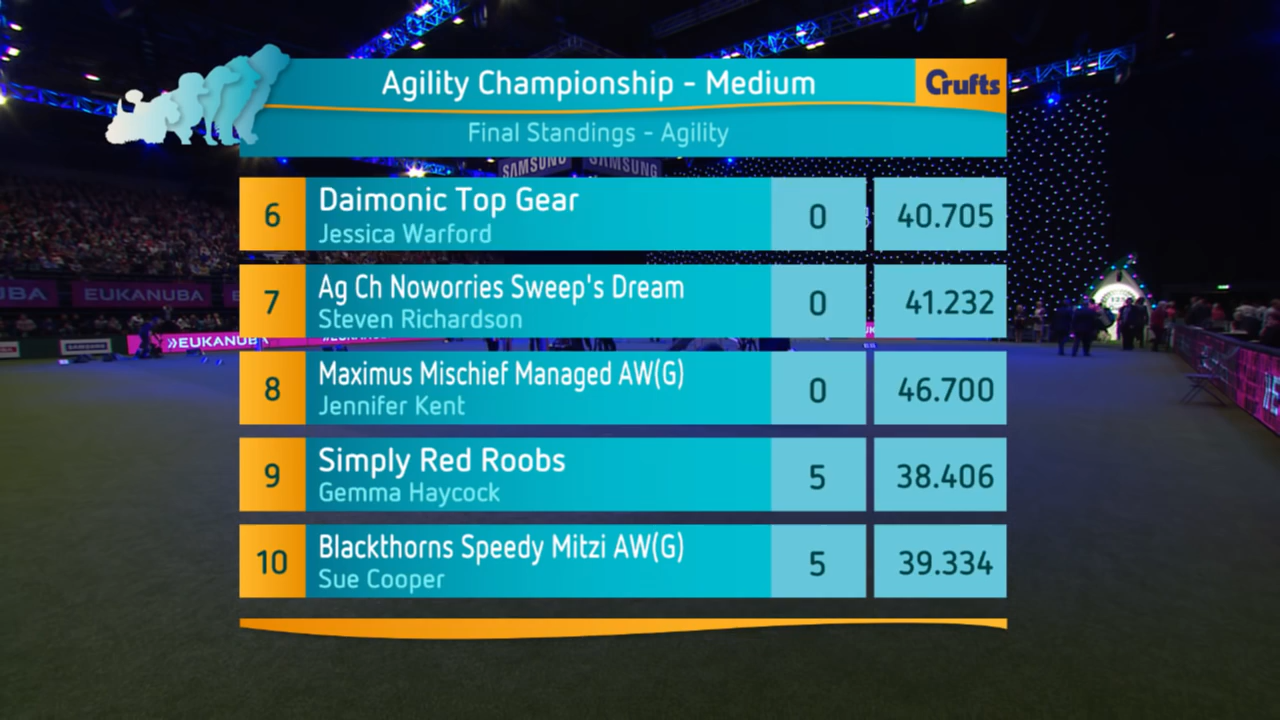 Agility Championship - Medium
Crufts
Final Standings - Agility
SAMSUNG
SAMSUNG
6
Daimonic Top Gear
Jessica Warford
0
40.705
7
Ag Ch Noworries Sweep's Dream
Steven Richardson
0
41.232
8
Maximus Mischief Managed AW(G)
Jennifer Kent
0
46.700
9
Simply Red Roobs
Gemma Haycock
5
38.406
10
Blackthorns Speedy Mitzi AW(G)
Sue Cooper
5
39.334
EUKANUBA
»EUKANUBA
SAMSUNG